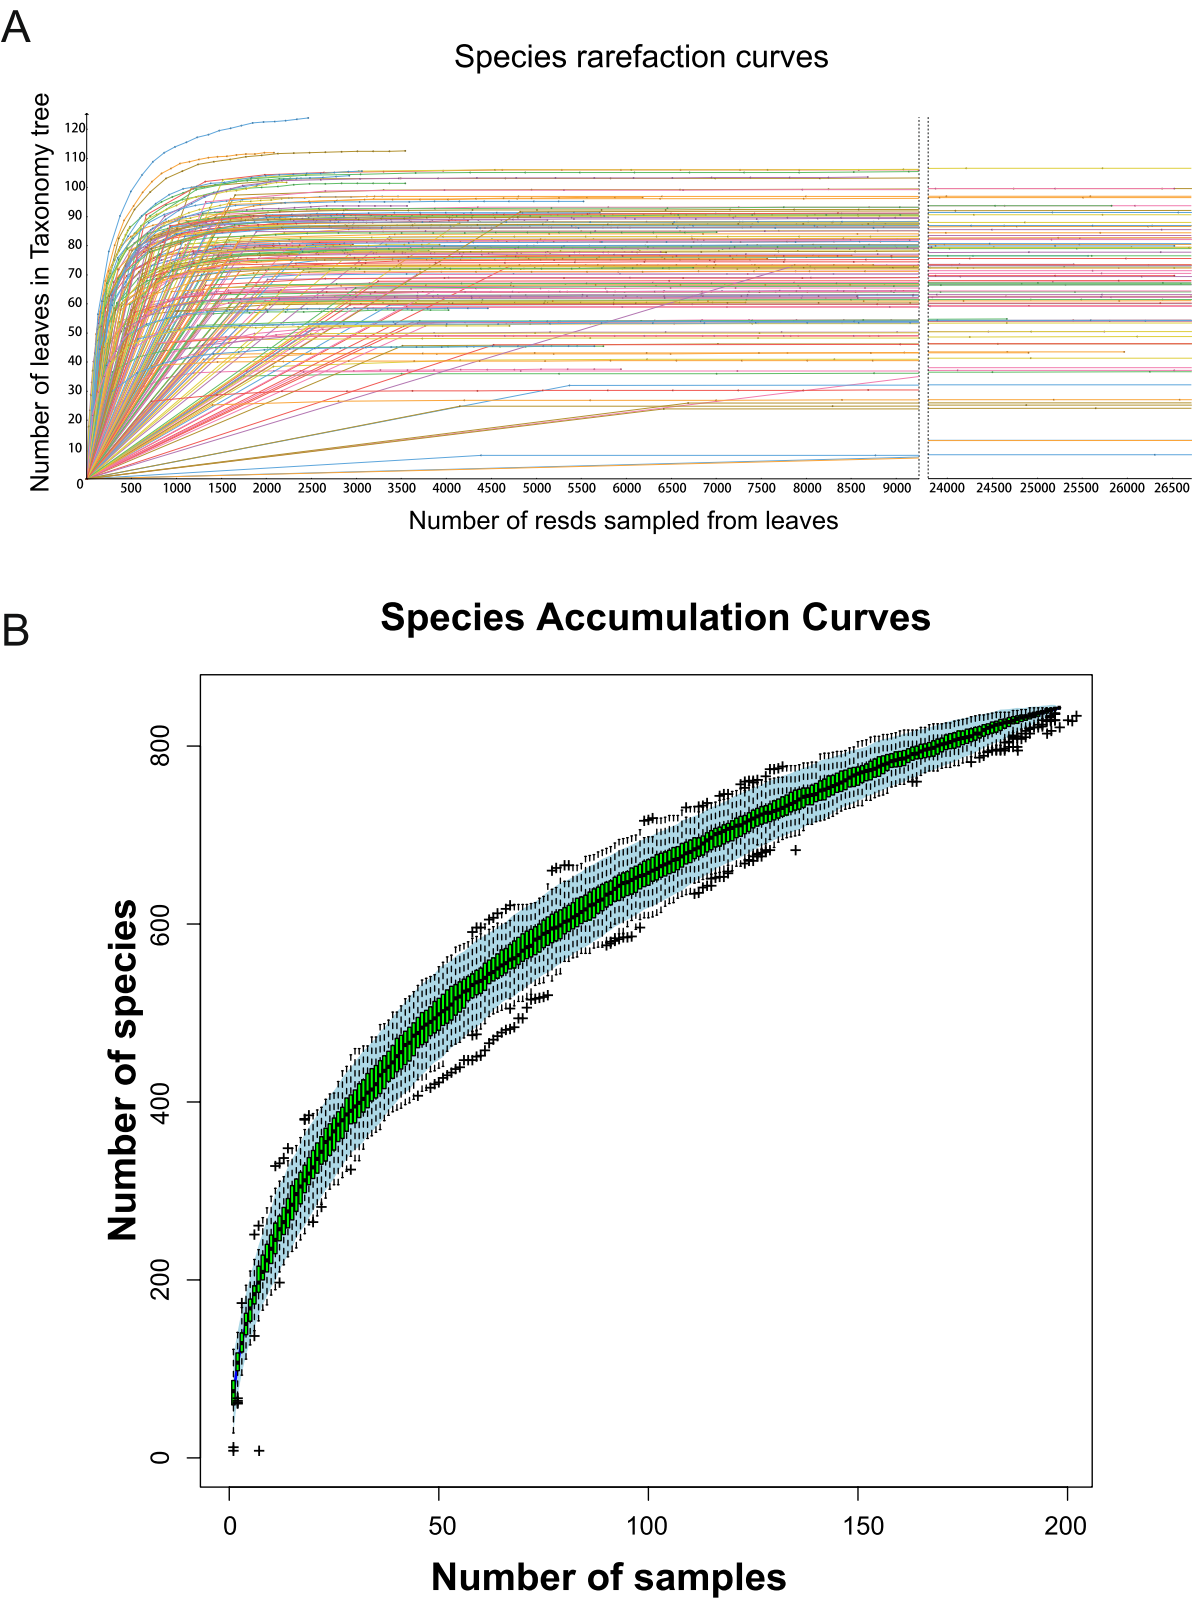 A
Species rarefaction curves
Number of leaves in Taxonomy tree
120
110
100
90
80
70
60
50
40
30
20
10
0 500 1000 1500 2000 2500 3000 3500 4000 4500 5000 5500 6000 6500 7000 7500 8000 8500 9000 24000 24500 25000 25500 26000 26500
Number of resds sampled from leaves
B
Species Accumulation Curves
Number of species
800
600
400
200
0
0 50 100 150 200
Number of samples